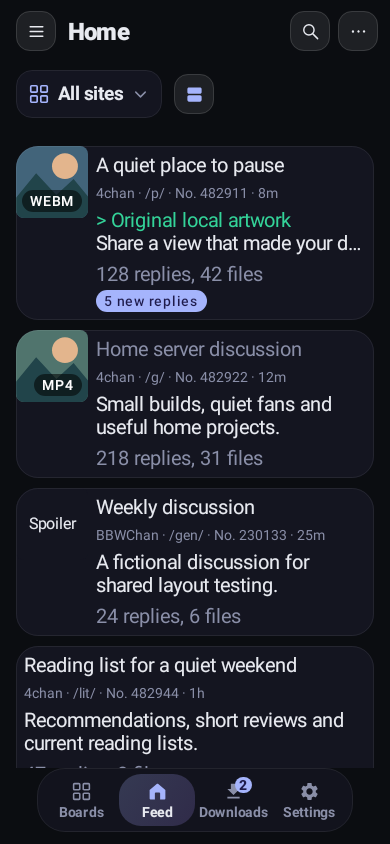 Home
All sites
WEBM
A quiet place to pause
4chan · /p/ · No. 482911 · 8m
> Original local artwork
Share a view that made your d…
128 replies, 42 files
5 new replies
MP4
Home server discussion
4chan · /g/ · No. 482922 · 12m
Small builds, quiet fans and
useful home projects.
218 replies, 31 files
Spoiler
Weekly discussion
BBWChan · /gen/ · No. 230133 · 25m
A fictional discussion for
shared layout testing.
24 replies, 6 files
Reading list for a quiet weekend
4chan · /lit/ · No. 482944 · 1h
Recommendations, short reviews and
current reading lists.
2
Boards
Feed
Downloads
Settings